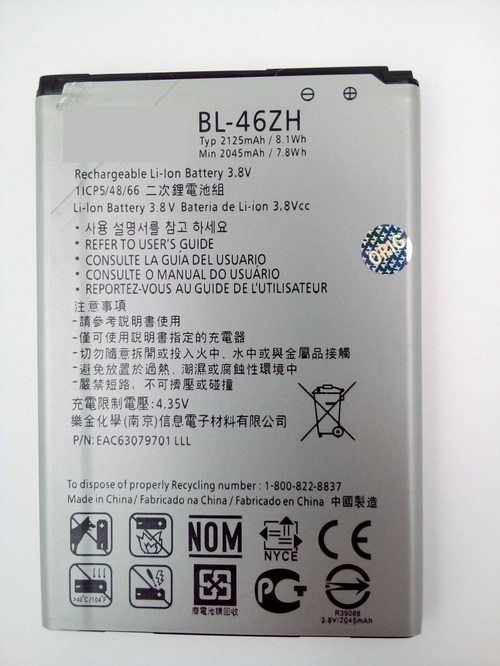 ⊖ ⊕
BL-46ZH
Typ 2125mAh / 8.1Wh
Min 2045mAh / 7.8Wh
Rechargeable Li-Ion Battery 3.8V
1ICP5/48/66 二次鋰電池組
Li-Ion Battery 3.8 V Bateria de Li-ion 3.8Vcc
• 사용 설명서를 참고 하세요
• REFER TO USER'S GUIDE
• CONSULTE LA GUÍA DEL USUARIO
• CONSULTE O MANUAL DO USUÁRIO
• REPORTEZ-VOUS AU GUIDE DE L'UTILISATEUR
ORIG
注意事項
-請參考說明書使用
-僅可使用說明書指定的充電器
-切勿隨意拆開或投入火中、水中或與金屬品接觸
-避免放置於過熱、潮濕或腐蝕性環境中
-嚴禁短路，不可擠壓或碰撞
充電限制電壓:4.35V
樂金化學(南京)信息電子材料有限公司
P/N: EAC63079701 LLL
To dispose of properly Recycling number : 1-800-822-8837
Made in China / Fabricado na China / Fabricado en China 中國製造
NOM
NYCE
CE
>40°C/104°F
廢電池請回收
R39088
3.8V/2045mAh